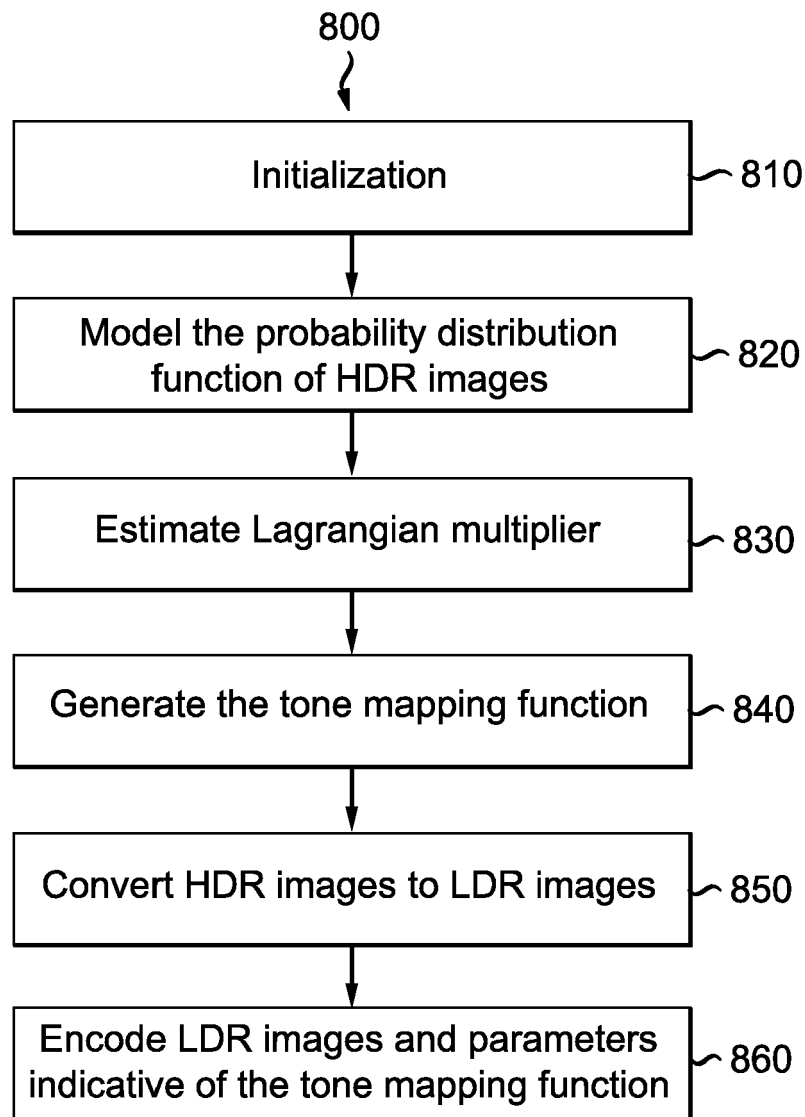 800
Initialization
810
Model the probability distribution
function of HDR images
820
Estimate Lagrangian multiplier
830
Generate the tone mapping function
840
Convert HDR images to LDR images
850
Encode LDR images and parameters
indicative of the tone mapping function
860